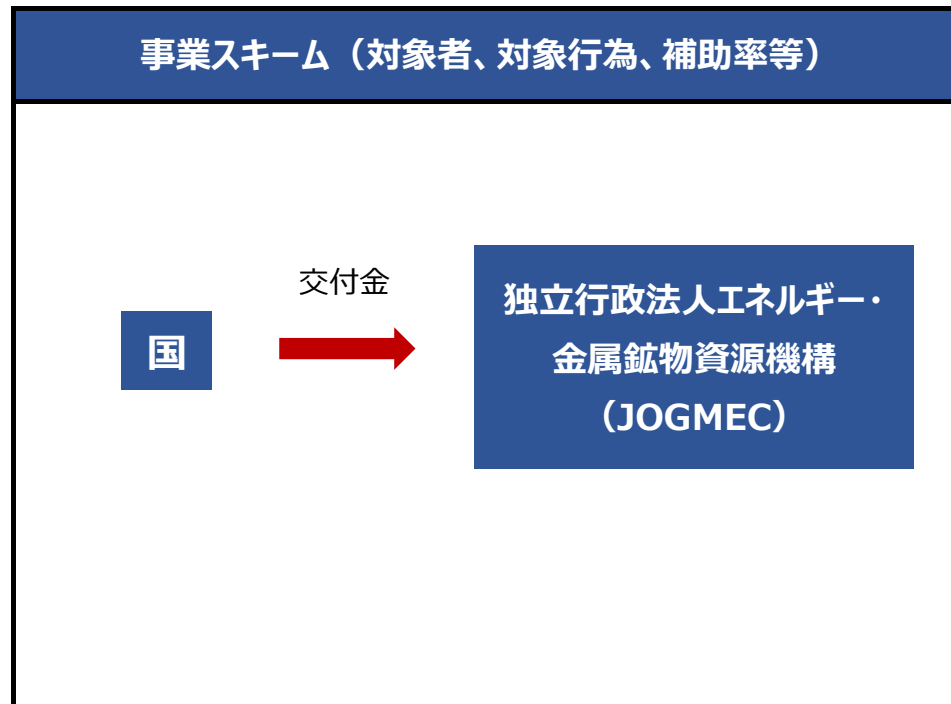 事業スキーム（対象者、対象行為、補助率等）
交付金
国
独立行政法人エネルギー・
金属鉱物資源機構
（JOGMEC）